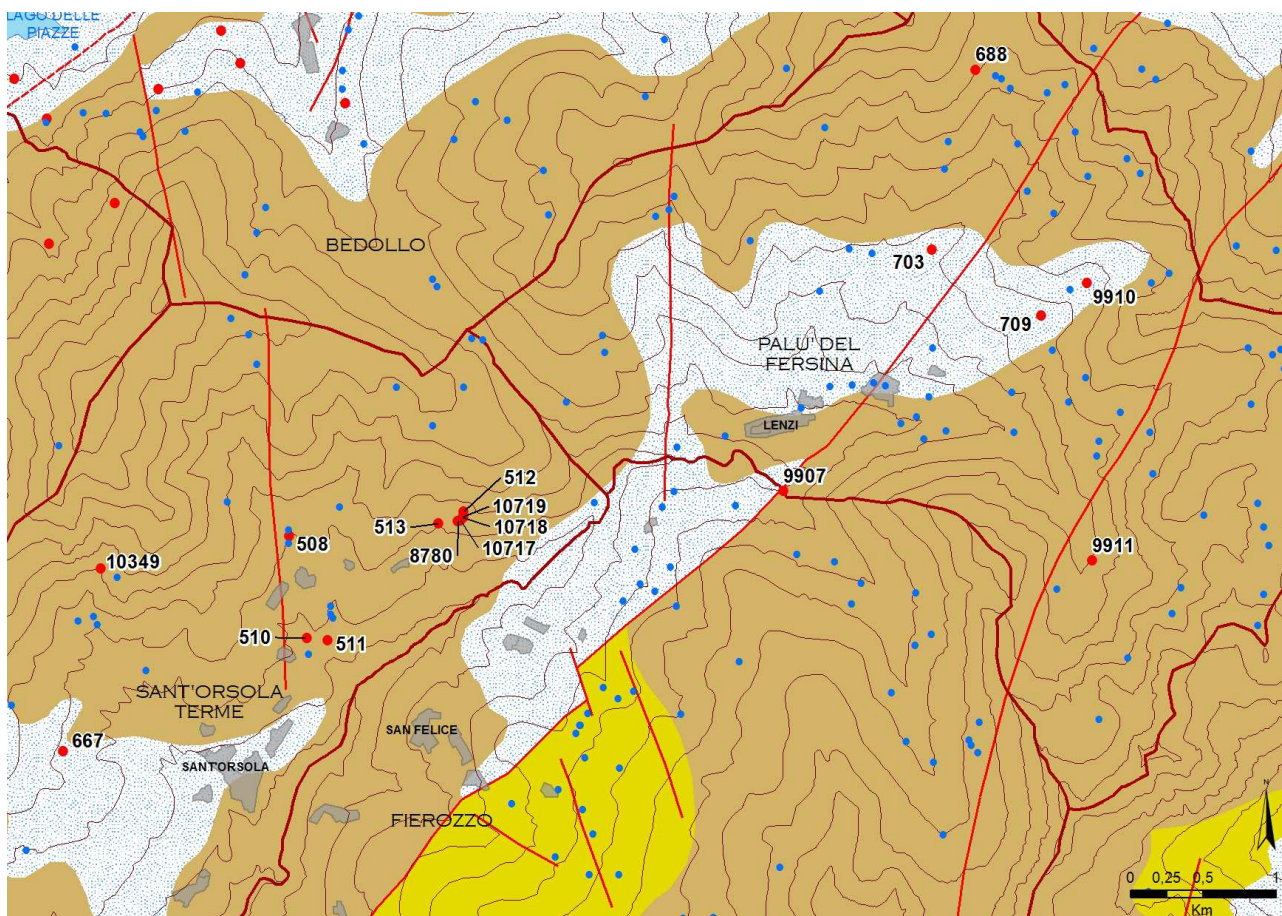 LAGO DELLE
PIAZZE
688
BEDOLLO
703
9910
709
PALU' DEL
FERSINA
LENZI
512
9907
10719
513
10718
508
8780
10717
9911
10349
510
511
SANT'ORSOLA
TERME
SAN FELICE
667
SANT'ORSOLA
FIEROZZO
N
0 0,25 0,5 1
Km